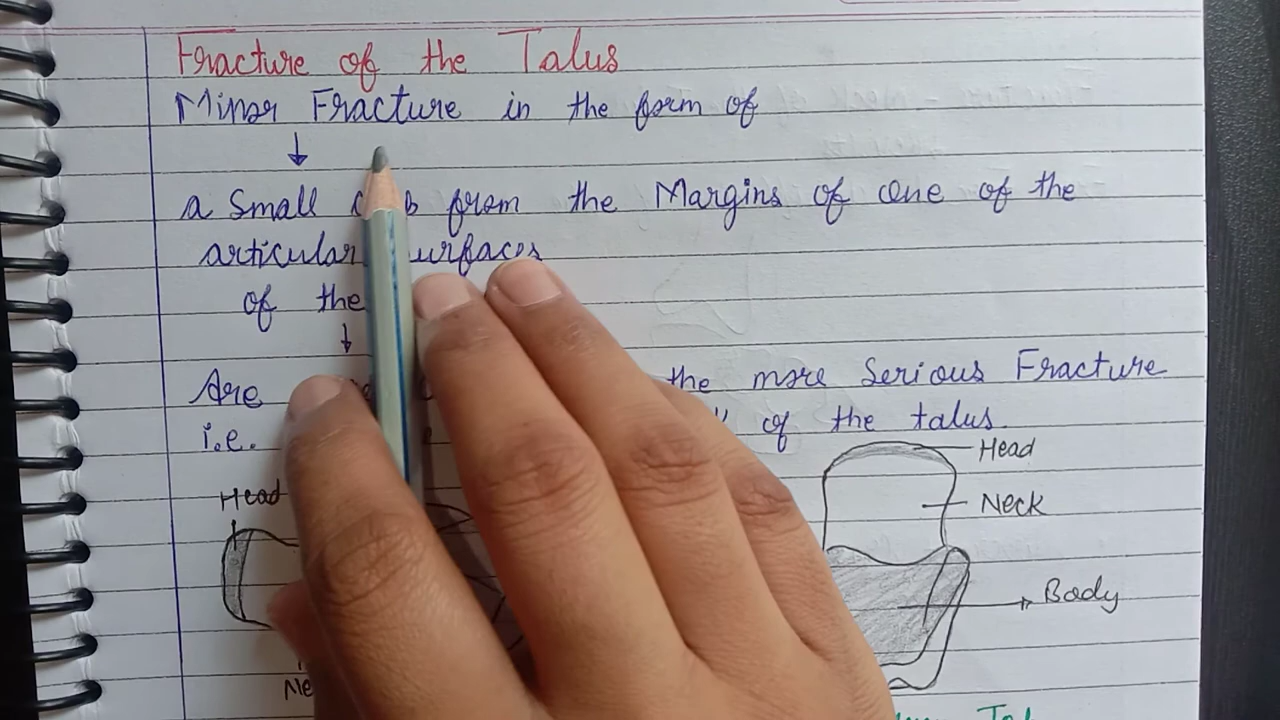 Fracture of the Talus
Minor Fracture in the form of
a Small from the Margins of one of the
articular surfaces
of the
Are the more Serious Fracture
i.e. of the talus.
Head
Neck
Head
Body